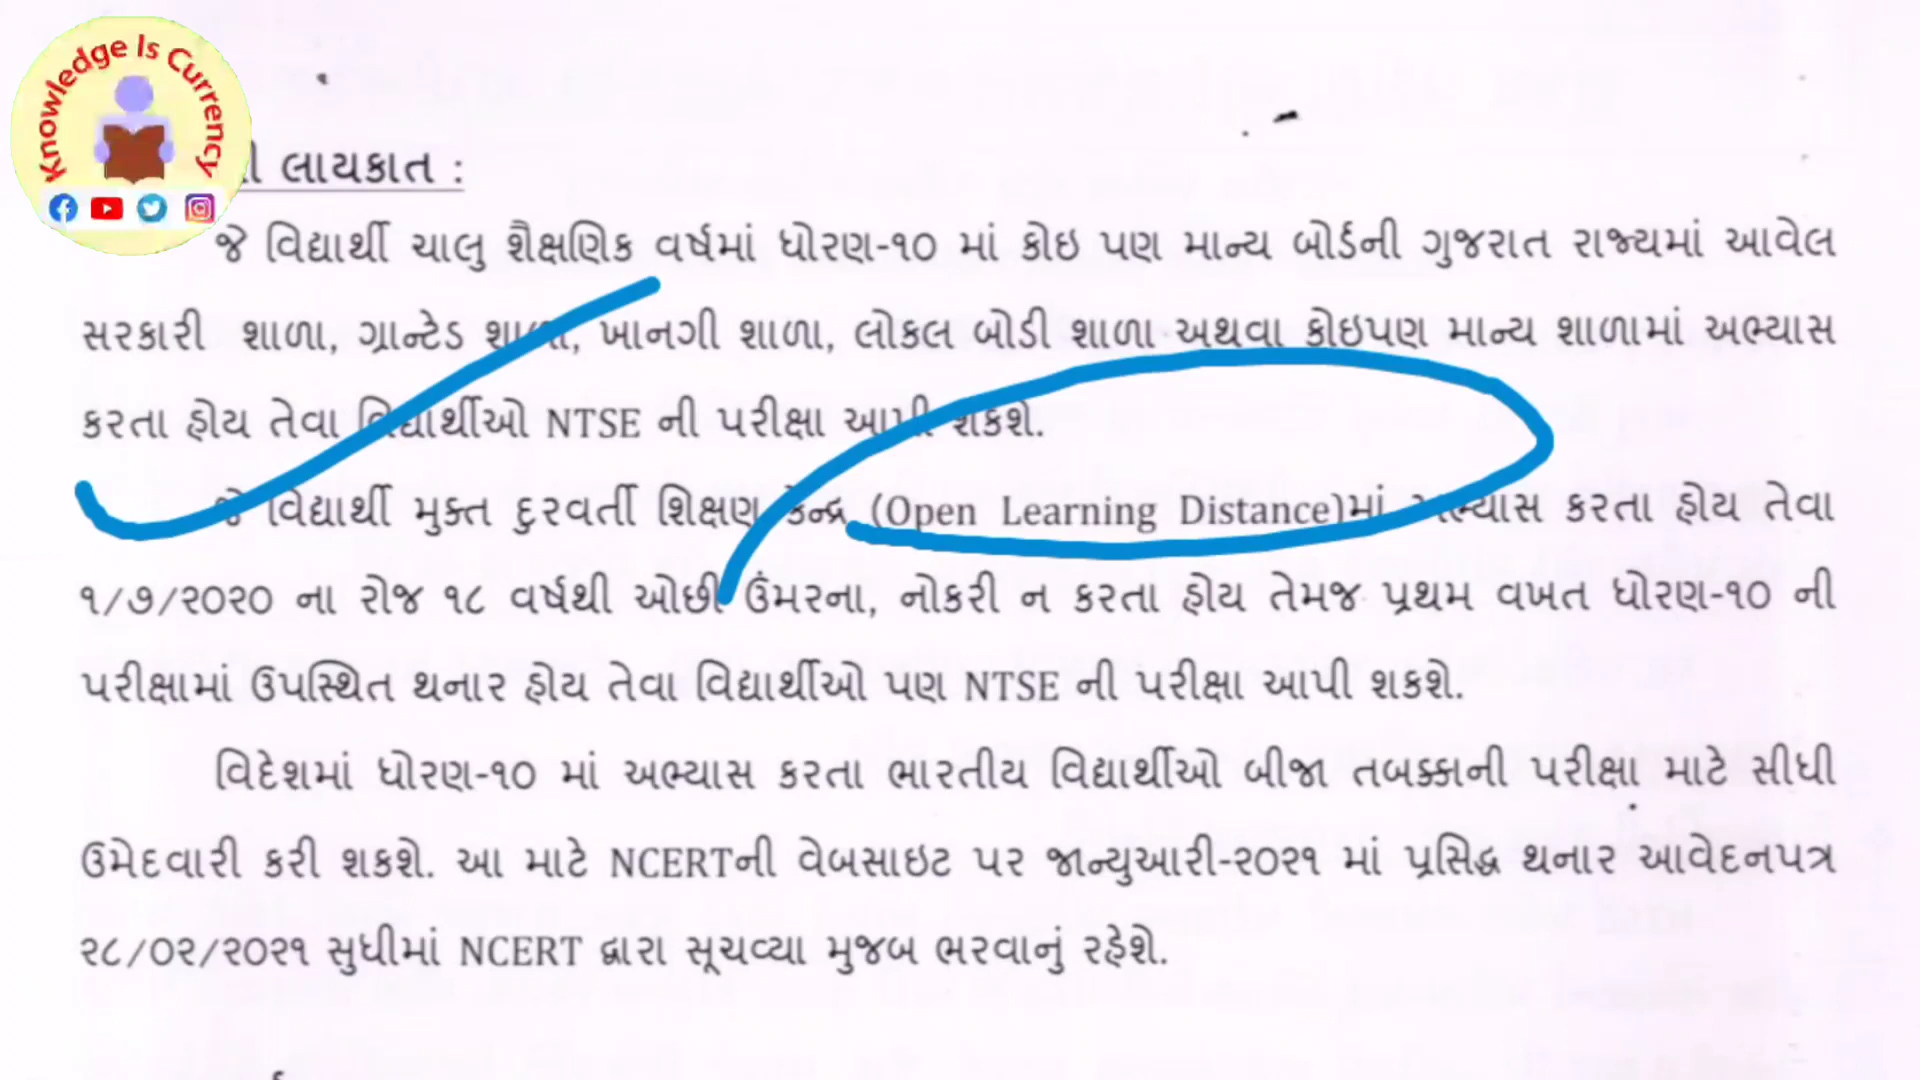 Knowledge Is Currency
લાયકાત :
જે વિદ્યાર્થી ચાલુ શૈક્ષણિક વર્ષમાં ધોરણ-૧૦ માં કોઇ પણ માન્ય બોર્ડની ગુજરાત રાજ્યમાં આવેલ
સરકારી શાળા, ગ્રાન્ટેડ શાળા, ખાનગી શાળા, લોકલ બોડી શાળા અથવા કોઇપણ માન્ય શાળામાં અભ્યાસ
કરતા હોય તેવા વિદ્યાર્થીઓ NTSE ની પરીક્ષા આપી શકશે.
જે વિદ્યાર્થી મુક્ત દુરવર્તી શિક્ષણ કેન્દ્ર (Open Learning Distance)માં અભ્યાસ કરતા હોય તેવા
૧/૭/૨૦૨૦ ના રોજ ૧૮ વર્ષથી ઓછી ઉંમરના, નોકરી ન કરતા હોય તેમજ પ્રથમ વખત ધોરણ-૧૦ ની
પરીક્ષામાં ઉપસ્થિત થનાર હોય તેવા વિદ્યાર્થીઓ પણ NTSE ની પરીક્ષા આપી શકશે.
વિદેશમાં ધોરણ-૧૦ માં અભ્યાસ કરતા ભારતીય વિદ્યાર્થીઓ બીજા તબક્કાની પરીક્ષા માટે સીધી
ઉમેદવારી કરી શકશે. આ માટે NCERTની વેબસાઇટ પર જાન્યુઆરી-૨૦૨૧ માં પ્રસિદ્ધ થનાર આવેદનપત્ર
૨૮/૦૨/૨૦૨૧ સુધીમાં NCERT દ્વારા સૂચવ્યા મુજબ ભરવાનું રહેશે.